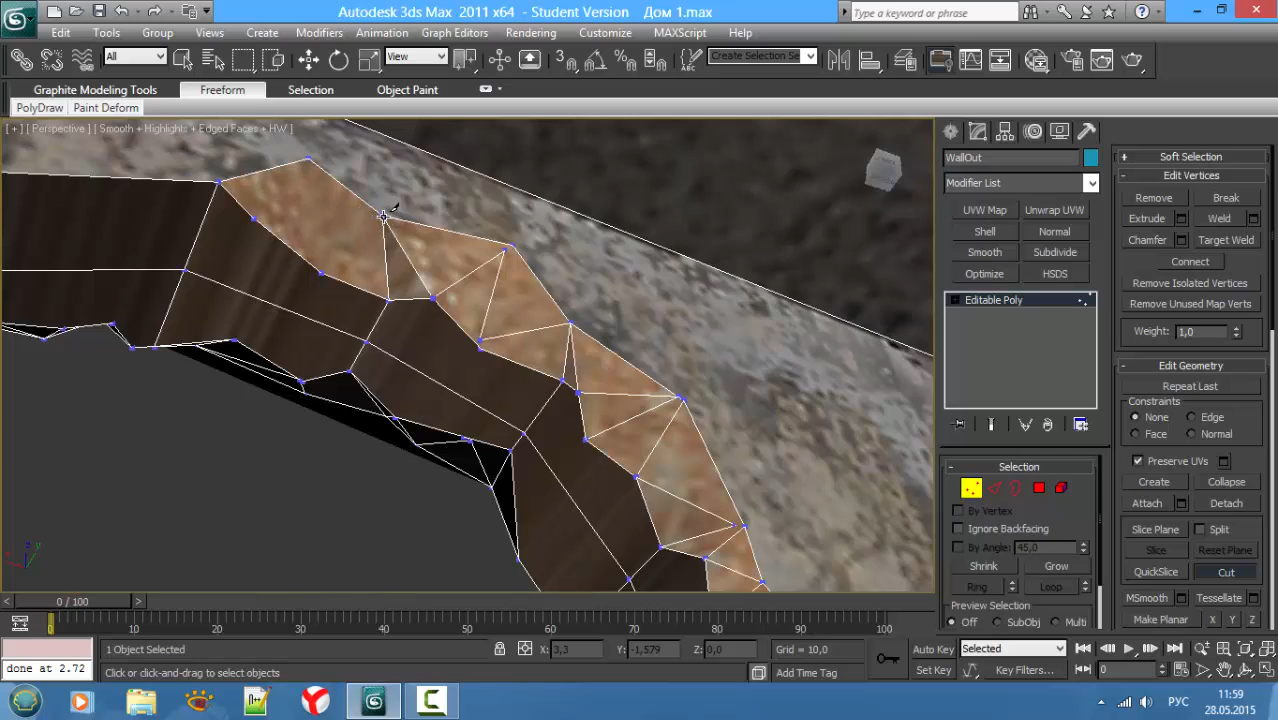 Autodesk 3ds Max 2011 x64 - Student Version Дом 1.max
Type a keyword or phrase
Edit Tools Group Views Create Modifiers Animation Graph Editors Rendering Customize MAXScript Help
All View Create Selection Se
Graphite Modeling Tools Freeform Selection Object Paint
PolyDraw Paint Deform
[ + ] [ Perspective ] [ Smooth + Highlights + Edged Faces + HW ]
WallOut
Modifier List
UVW Map Unwrap UVW
Shell Normal
Smooth Subdivide
Optimize HSDS
Editable Poly
Selection
By Vertex
Ignore Backfacing
By Angle: 45,0
Shrink Grow
Ring Loop
Preview Selection
Off SubObj Multi
Soft Selection
Edit Vertices
Remove Break
Extrude Weld
Chamfer Target Weld
Connect
Remove Isolated Vertices
Remove Unused Map Verts
Weight: 1,0
Edit Geometry
Repeat Last
Constraints
None Edge
Face Normal
Preserve UVs
Create Collapse
Attach Detach
Slice Plane Split
Slice Reset Plane
QuickSlice Cut
MSmooth Tessellate
Make Planar X Y Z
< 0 / 100 >
0 10 20 30 40 50 60 70 80 90 100
1 Object Selected X: 3,3 Y: -1,579 Z: 0,0 Grid = 10,0
Auto Key Selected
done at 2.72 Click or click-and-drag to select objects Add Time Tag
Set Key Key Filters... 0
РУС
11:59
28.05.2015